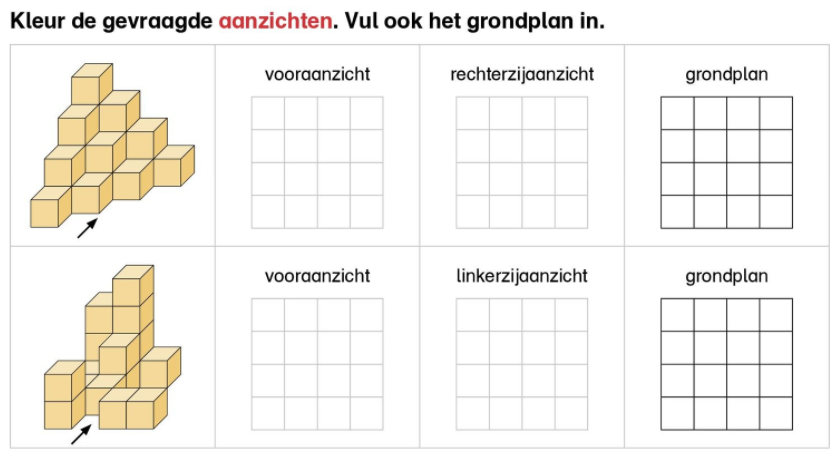 Kleur de gevraagde aanzichten. Vul ook het grondplan in.
vooraanzicht
rechterzijaanzicht
grondplan
vooraanzicht
linkerzijaanzicht
grondplan